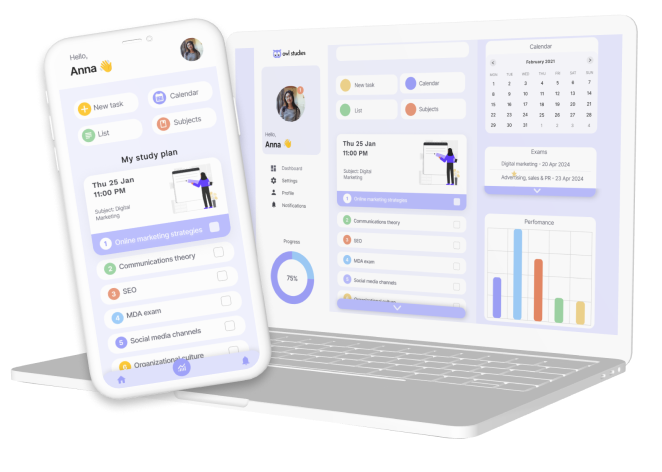 Hello,
Anna 👋
New task
Calendar
List
Subjects
My study plan
Thu 25 Jan
11:00 PM
Subject: Digital
Marketing
1 Online marketing strategies
2 Communications theory
3 SEO
4 MDA exam
5 Social media channels
6 Organizational culture
owl studies
Hello,
Anna 👋
Dashboard
Settings
Profile
Notifications
Progress
75%
New task
Calendar
List
Subjects
Thu 25 Jan
11:00 PM
Subject: Digital
Marketing
1 Online marketing strategies
2 Communications theory
3 SEO
4 MDA exam
5 Social media channels
Calendar
February 2021
MON TUE WED THU FRI SAT SUN
1 2 3 4 5 6 7
8 9 10 11 12 13 14
15 16 17 18 19 20 21
22 23 24 25 26 27 28
29 30 31 1 2 3 4
Exams
Digital marketing - 20 Apr 2024
Advertising, sales & PR - 23 Apr 2024
Perfomance